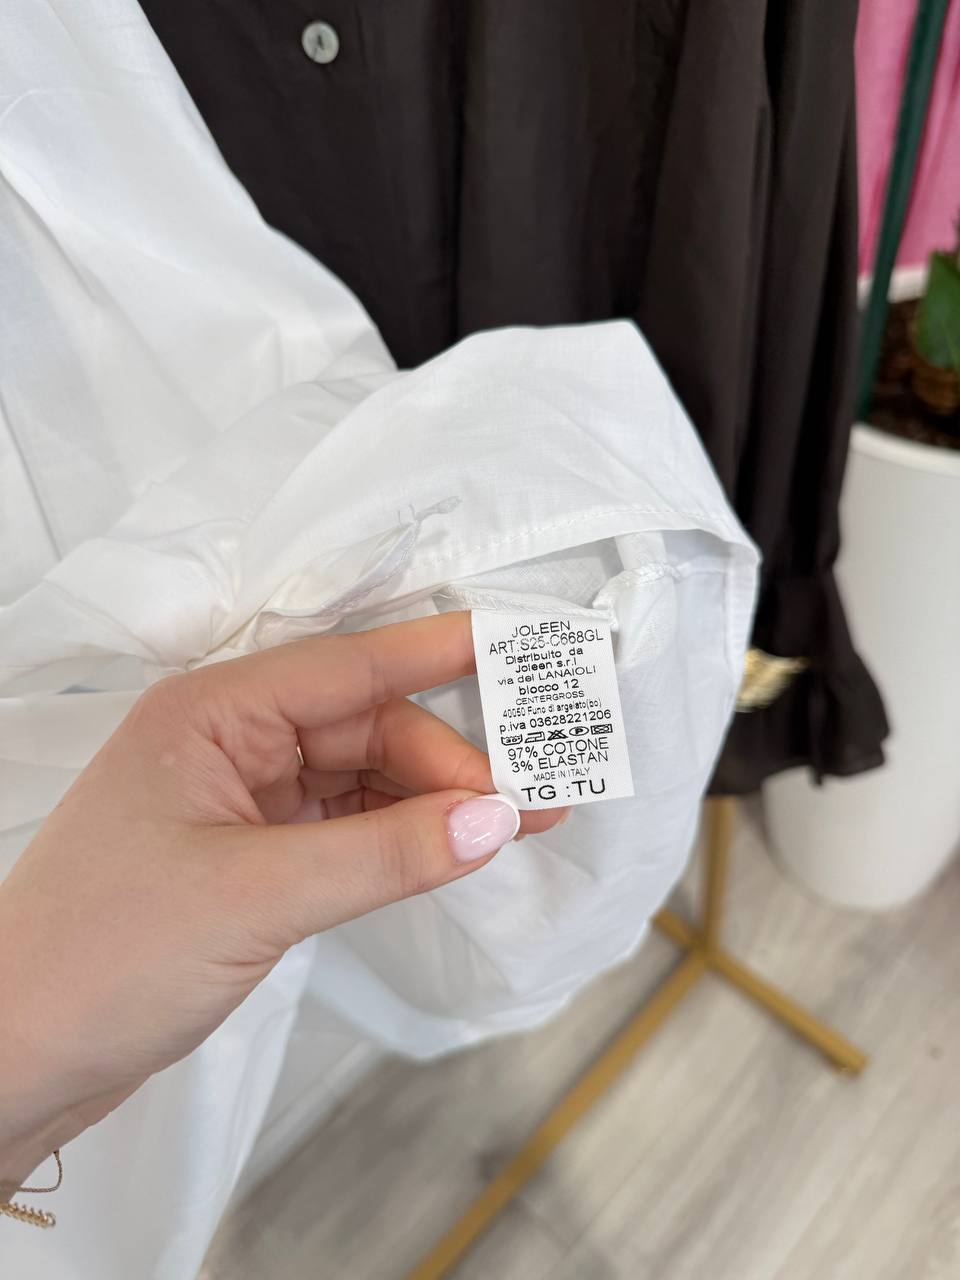 JOLEEN
ART:S25-C668GL
Distribuito da
Joleen s.r.l
via dei LANAIOLI
blocco 12
CENTERGROSS
40050 Funo di argelato(bo)
p.iva 03628221206
97% COTONE
3% ELASTAN
MADE IN ITALY
TG :TU